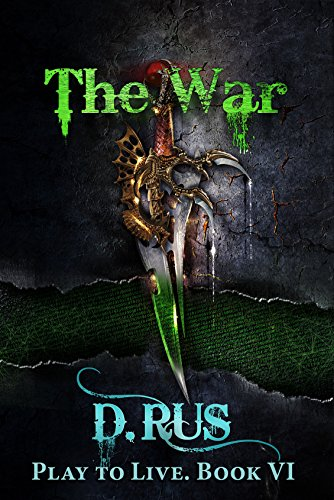 The War
D. RUS
PLAY TO LIVE. BOOK VI